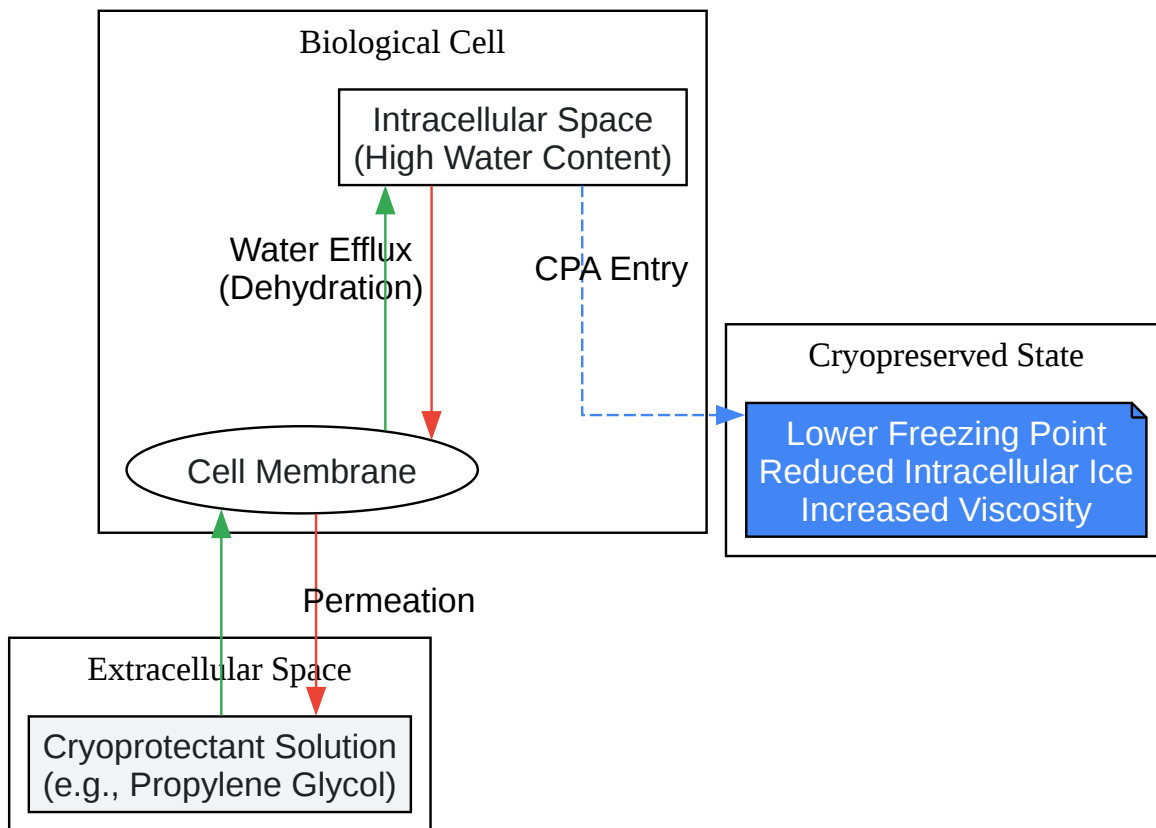 Biological Cell
Intracellular Space
(High Water Content)
Water Efflux
(Dehydration)
CPA Entry
Cryopreserved State
Lower Freezing Point
Reduced Intracellular Ice
Increased Viscosity
Cell Membrane
Permeation
Extracellular Space
Cryoprotectant Solution
(e.g., Propylene Glycol)